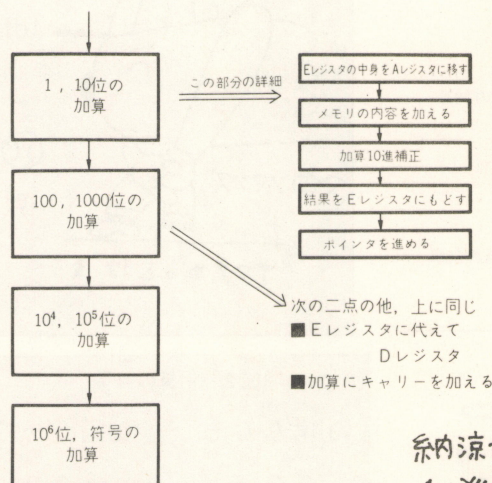 1，10位の
加算
この部分の詳細
Eレジスタの中身をAレジスタに移す
メモリの内容を加える
加算10進補正
結果をEレジスタにもどす
ポインタを進める
100，1000位の
加算
次の二点の他，上に同じ
■Eレジスタに代えて
Dレジスタ
■加算にキャリーを加える
10⁴，10⁵位の
加算
10⁶位，符号の
加算
納涼